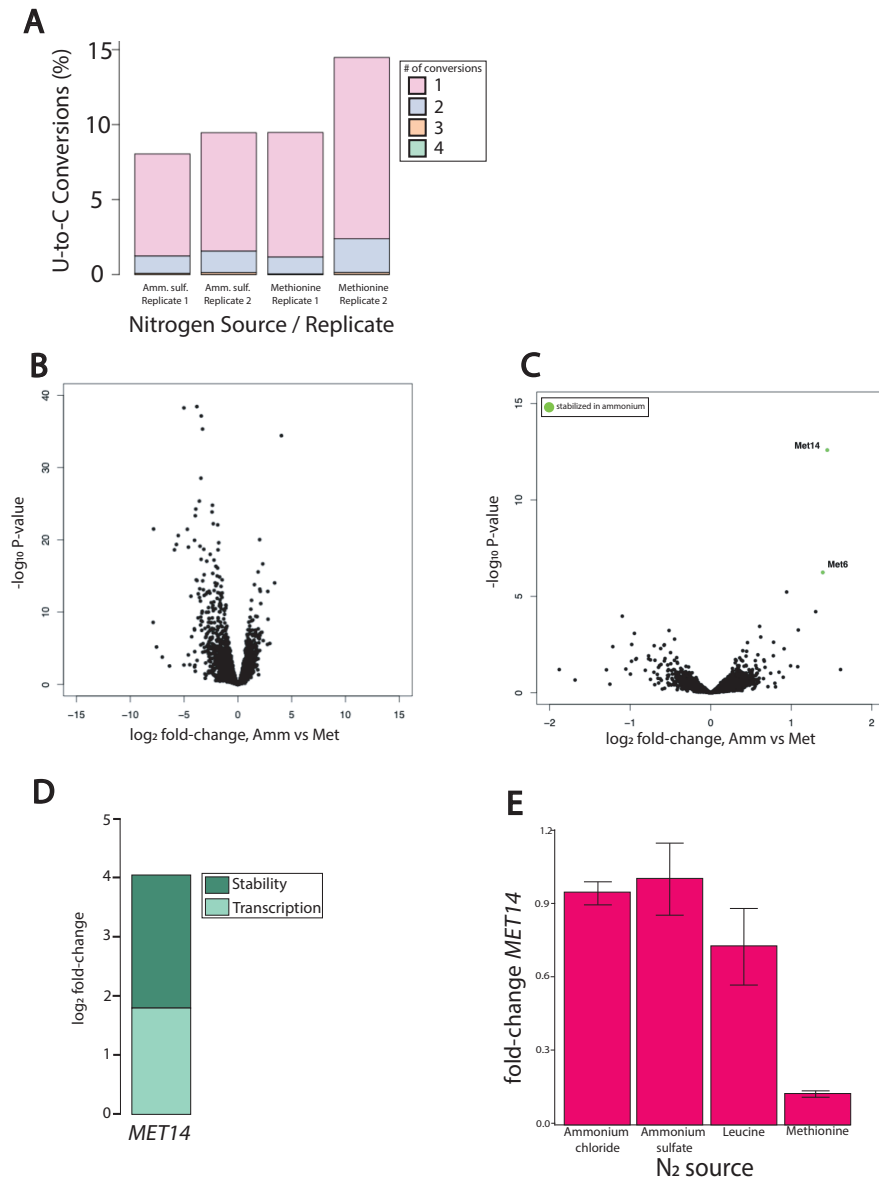 A
U-to-C Conversions (%)
15
10
5
0
# of conversions
1
2
3
4
Amm. sulf.
Replicate 1
Amm. sulf.
Replicate 2
Methionine
Replicate 1
Methionine
Replicate 2
Nitrogen Source / Replicate
B
-log₁₀ P-value
40
30
20
10
0
−15 −10 −5 0 5 10 15
log₂ fold-change, Amm vs Met
C
stabilized in ammonium
-log₁₀ P-value
15
10
5
0
Met14
Met6
−2 −1 0 1 2
log₂ fold-change, Amm vs Met
D
log₂ fold-change
5
4
3
2
1
0
Stability
Transcription
MET14
E
fold-change MET14
1.2
0.9
0.6
0.3
0.0
Ammonium
chloride
Ammonium
sulfate
Leucine
Methionine
N₂ source